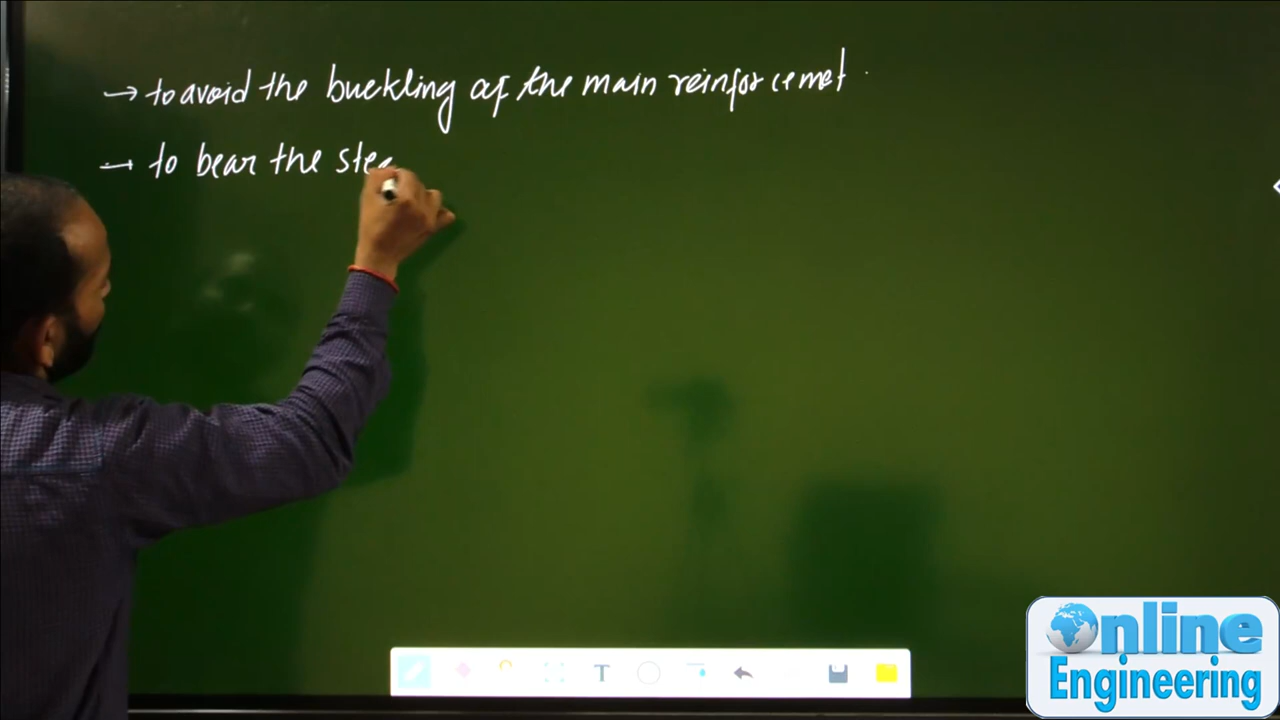 → to avoid the buckling of the main reinforcemet.
→ to bear the
Online
Engineering